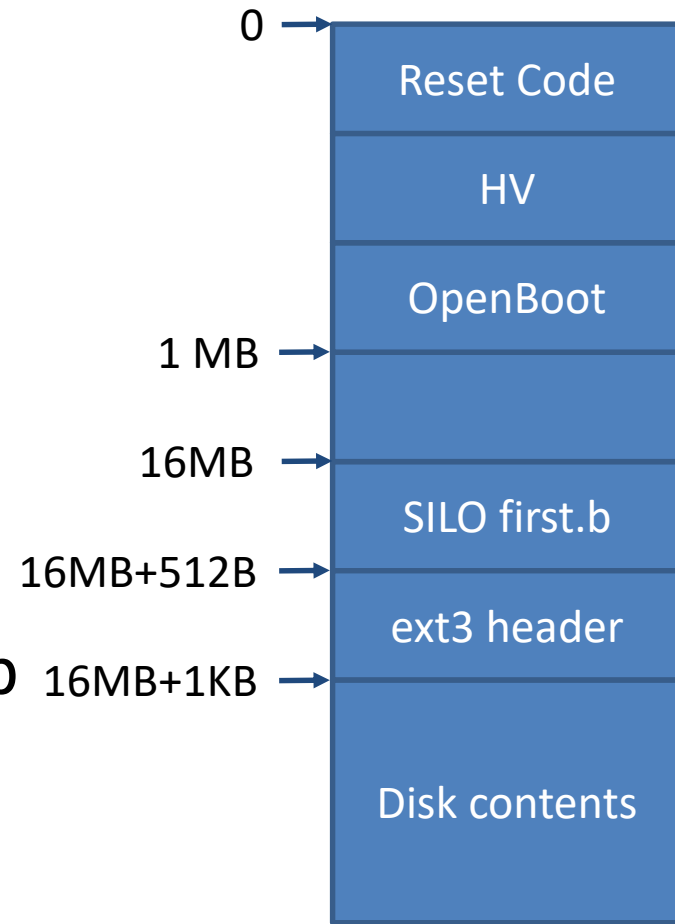 0
Reset Code
HV
OpenBoot
1 MB
16MB
SILO first.b
16MB+512B
ext3 header
16MB+1KB
Disk contents